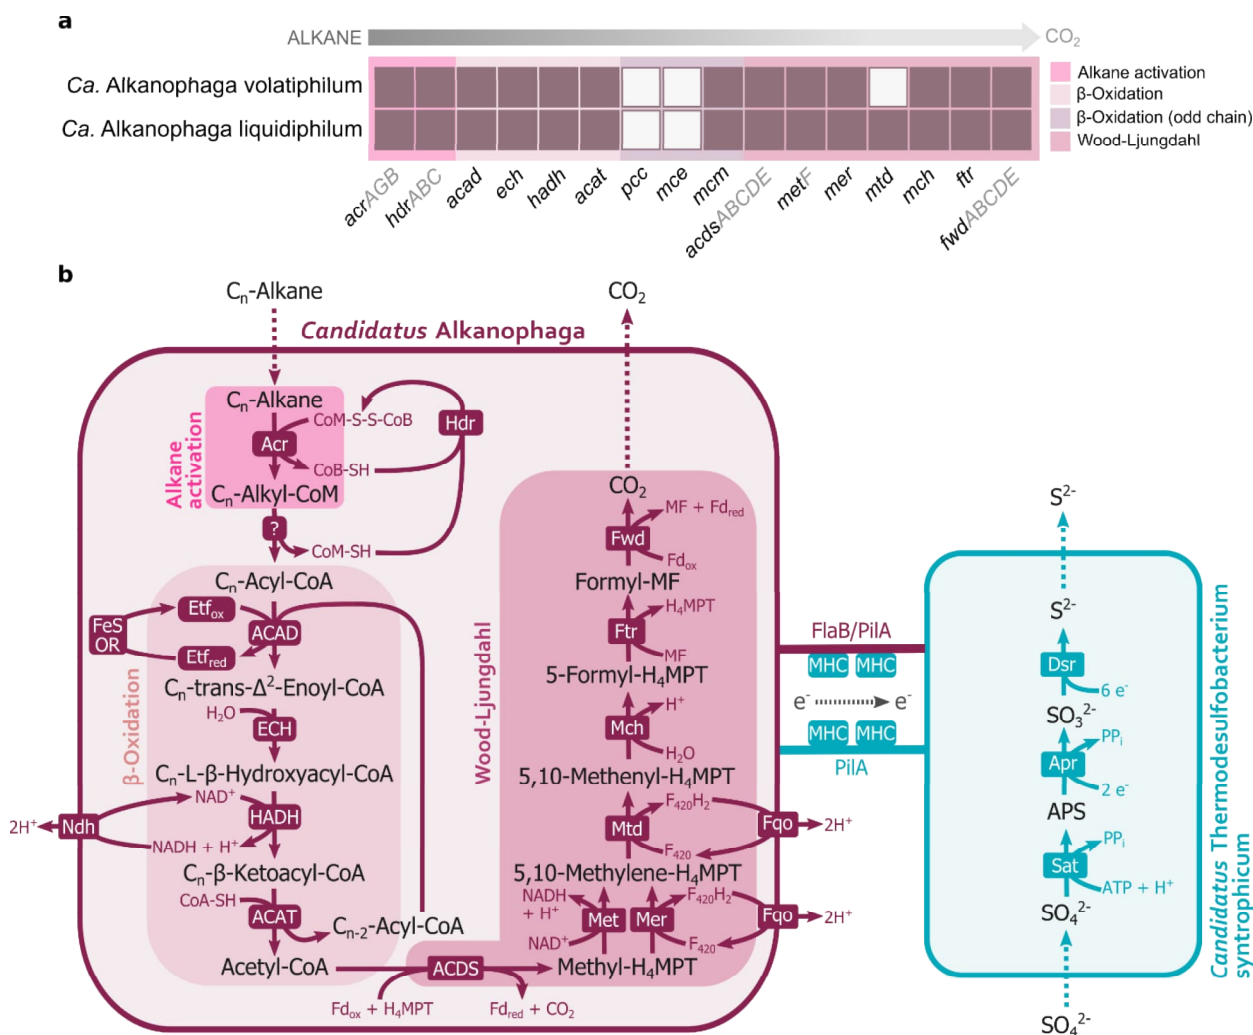 a
ALKANE
CO₂
Ca. Alkanophaga volatiphilum
Ca. Alkanophaga liquidiphilum
Alkane activation
β-Oxidation
β-Oxidation (odd chain)
Wood-Ljungdahl
acrAGB
hdrABC
acad
ech
hadh
acat
pcc
mce
mcm
acdsABCDE
metF
mer
mtd
mch
ftr
fwdABCDE
b
Cₙ-Alkane
CO₂
Candidatus Alkanophaga
Alkane
activation
Cₙ-Alkane
CoM-S-S-CoB
Hdr
Acr
CoB-SH
Cₙ-Alkyl-CoM
?
CoM-SH
β-Oxidation
Cₙ-Acyl-CoA
FeS
OR
Etfox
ACAD
Etfred
Cₙ-trans-Δ²-Enoyl-CoA
H₂O
ECH
Cₙ-L-β-Hydroxyacyl-CoA
2H⁺
Ndh
NAD⁺
HADH
NADH + H⁺
Cₙ-β-Ketoacyl-CoA
CoA-SH
ACAT
Cₙ₋₂-Acyl-CoA
Acetyl-CoA
ACDS
Fdox + H₄MPT
Fdred + CO₂
Wood-Ljungdahl
CO₂
MF + Fdred
Fwd
Fdox
Formyl-MF
H₄MPT
Ftr
MF
5-Formyl-H₄MPT
H⁺
Mch
H₂O
5,10-Methenyl-H₄MPT
F₄₂₀H₂
Mtd
Fqo
2H⁺
F₄₂₀
5,10-Methylene-H₄MPT
NADH
+ H⁺
F₄₂₀H₂
Met
Mer
Fqo
2H⁺
NAD⁺
F₄₂₀
Methyl-H₄MPT
FlaB/PilA
MHC
MHC
e⁻
e⁻
MHC
MHC
PilA
S²⁻
S²⁻
Dsr
6 e⁻
SO₃²⁻
PPᵢ
Apr
2 e⁻
APS
PPᵢ
Sat
ATP + H⁺
SO₄²⁻
SO₄²⁻
Candidatus Thermodesulfobacterium
syntrophicum